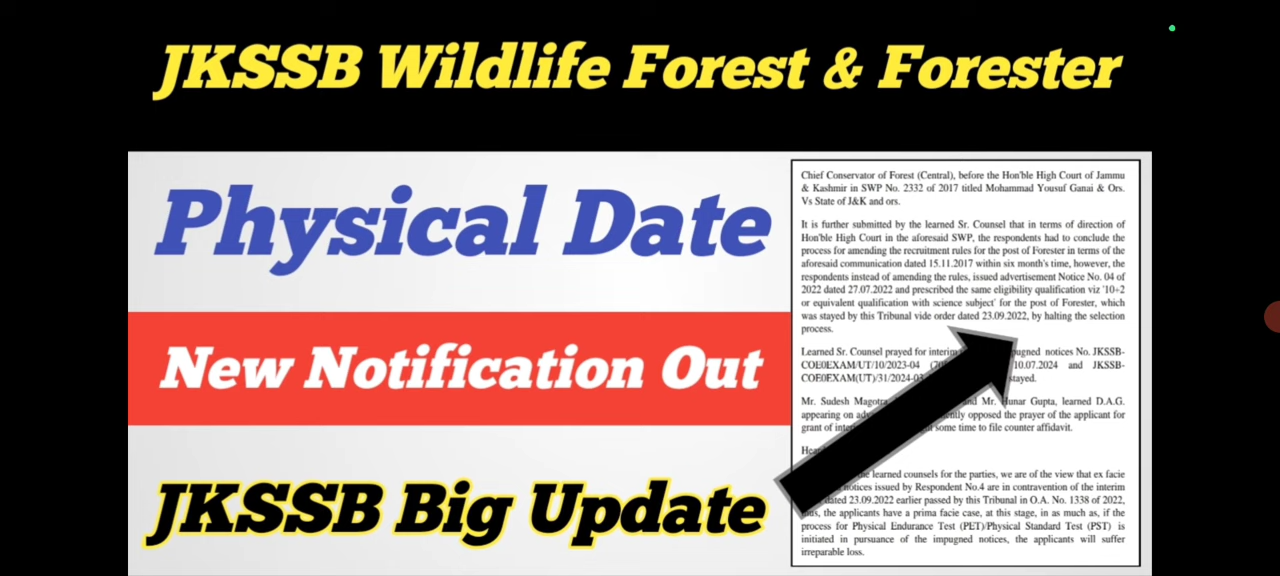 JKSSB Wildlife Forest & Forester
Physical Date
New Notification Out
JKSSB Big Update
Chief Conservator of Forest (Central), before the Hon'ble High Court of Jammu
& Kashmir in SWP No. 2332 of 2017 titled Mohammad Yousuf Ganai & Ors.
Vs State of J&K and ors.
It is further submitted by the learned Sr. Counsel that in terms of direction of
Hon'ble High Court in the aforesaid SWP, the respondents had to conclude the
process for amending the recruitment rules for the post of Forester in terms of the
aforesaid communication dated 15.11.2017 within six month's time, however, the
respondents instead of amending the rules, issued advertisement Notice No. 04 of
2022 dated 27.07.2022 and prescribed the same eligibility qualification viz '10+2
or equivalent qualification with science subject' for the post of Forester, which
was stayed by this Tribunal vide order dated 23.09.2022, by halting the selection
process.
Learned Sr. Counsel prayed for interim notices No. JKSSB-
COE0EXAM/UT/10/2023-04 10.07.2024 and JKSSB-
COE0EXAM(UT)/31/2024-03 stayed.
Mr. Sudesh Magotra Mr. Hunar Gupta, learned D.A.G.
appearing on opposed the prayer of the applicant for
grant of some time to file counter affidavit.
learned counsels for the parties, we are of the view that ex facie
notices issued by Respondent No.4 are in contravention of the interim
dated 23.09.2022 earlier passed by this Tribunal in O.A. No. 1338 of 2022,
the applicants have a prima facie case, at this stage, in as much as, if the
process for Physical Endurance Test (PET)/Physical Standard Test (PST) is
initiated in pursuance of the impugned notices, the applicants will suffer
irreparable loss.